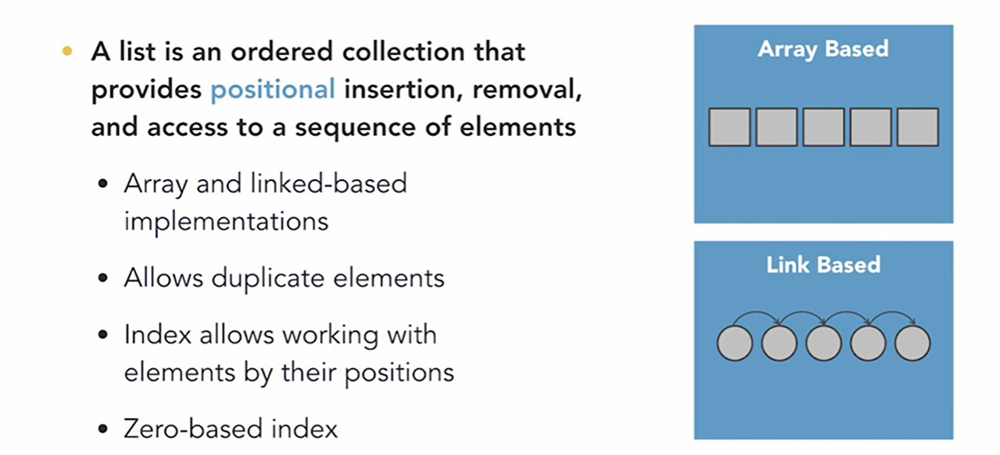 A list is an ordered collection that
provides positional insertion, removal,
and access to a sequence of elements
Array and linked-based
implementations
Allows duplicate elements
Index allows working with
elements by their positions
Zero-based index
Array Based
Link Based